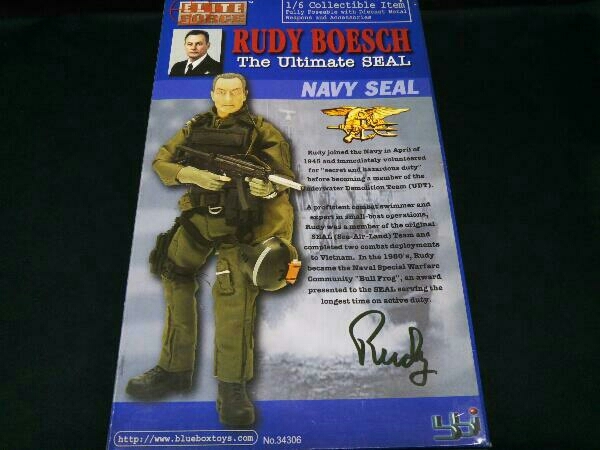 ELITE
FORCE
1/6 Collectible Item
Fully Poseable with Diecast Metal
Weapons and Accessories
RUDY BOESCH
The Ultimate SEAL
NAVY SEAL
Rudy joined the Navy in April of
1945 and immediately volunteered
for "secret and hazardous duty"
before becoming a member of the
Underwater Demolition Team (UDT).
A proficient combat swimmer and
expert in small-boat operations,
Rudy was a member of the original
SEAL (Sea-Air-Land) Team and
completed two combat deployments
to Vietnam. In the 1980's, Rudy
became the Naval Special Warfare
Community "Bull Frog", an award
presented to the SEAL serving the
longest time on active duty.
Rudy
http://www.blueboxtoys.com
No.34306